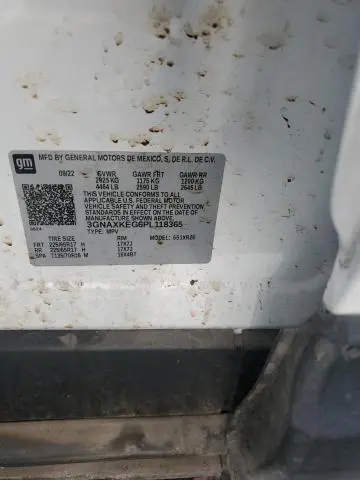 gm MFD BY GENERAL MOTORS DE MEXICO, S, DE R.L. DE C.V.
08/22 GVWR GAWR FRT GAWR RR
2025 KG 1175 KG 1200 KG
4464 LB 2590 LB 2645 LB
THIS VEHICLE CONFORMS TO ALL
APPLICABLE U.S. FEDERAL MOTOR
VEHICLE SAFETY AND THEFT PREVENTION
STANDARDS IN EFFECT ON THE DATE OF
MANUFACTURE SHOWN ABOVE.
3GNAXKEG6PL118365
TYPE: MPV
TIRE SIZE RIM
FRT 225/65R17 H 17X7J
RR 225/65R17 H 17X7J
SPA T135/70R16 M 16X4BT